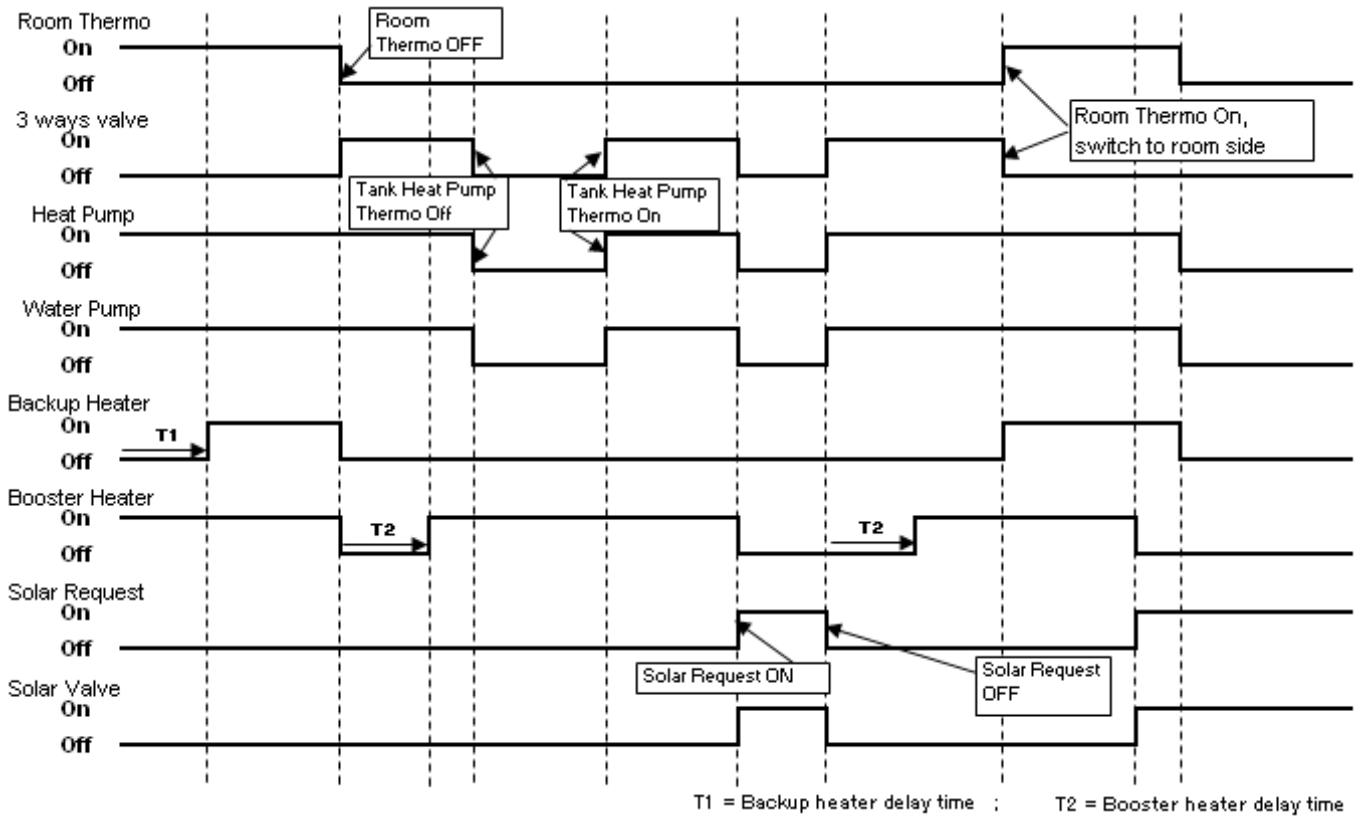 Room Thermo
On
Off
Room
Thermo OFF
Room Thermo On,
switch to room side
3 ways valve
On
Off
Tank Heat Pump
Thermo Off
Tank Heat Pump
Thermo On
Heat Pump
On
Off
Water Pump
On
Off
Backup Heater
On
T1
Off
Booster Heater
On
T2
T2
Off
Solar Request
On
Off
Solar Request ON
Solar Request
OFF
Solar Valve
On
Off
T1 = Backup heater delay time ; T2 = Booster heater delay time